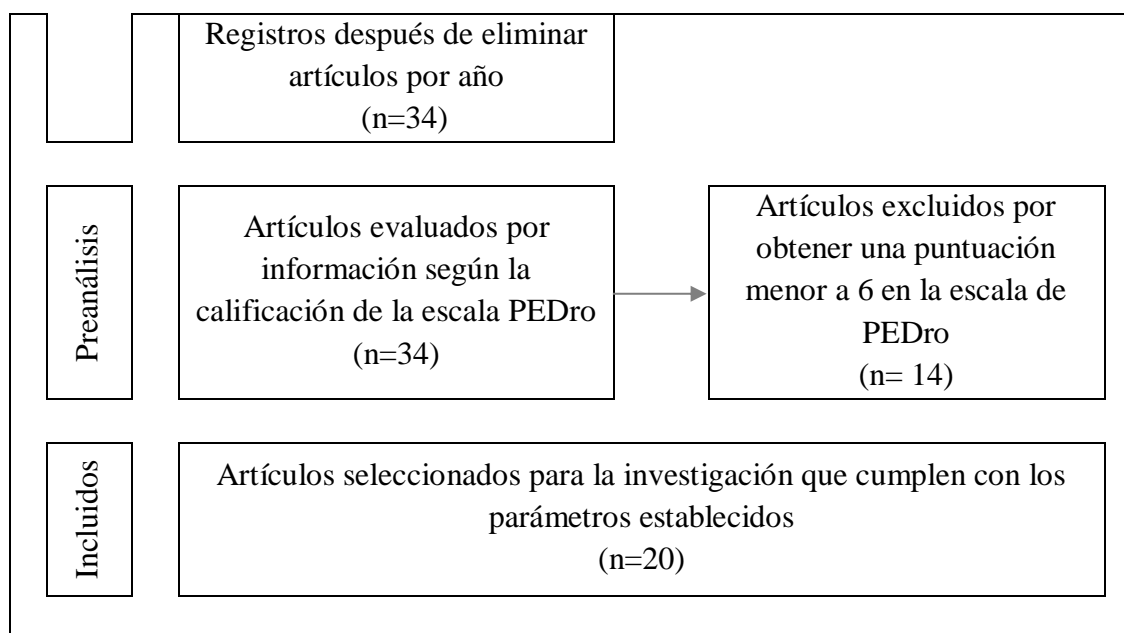 Registros después de eliminar
artículos por año
(n=34)
Preanálisis
Artículos evaluados por
información según la
calificación de la escala PEDro
(n=34)
Artículos excluidos por
obtener una puntuación
menor a 6 en la escala de
PEDro
(n= 14)
Incluidos
Artículos seleccionados para la investigación que cumplen con los
parámetros establecidos
(n=20)